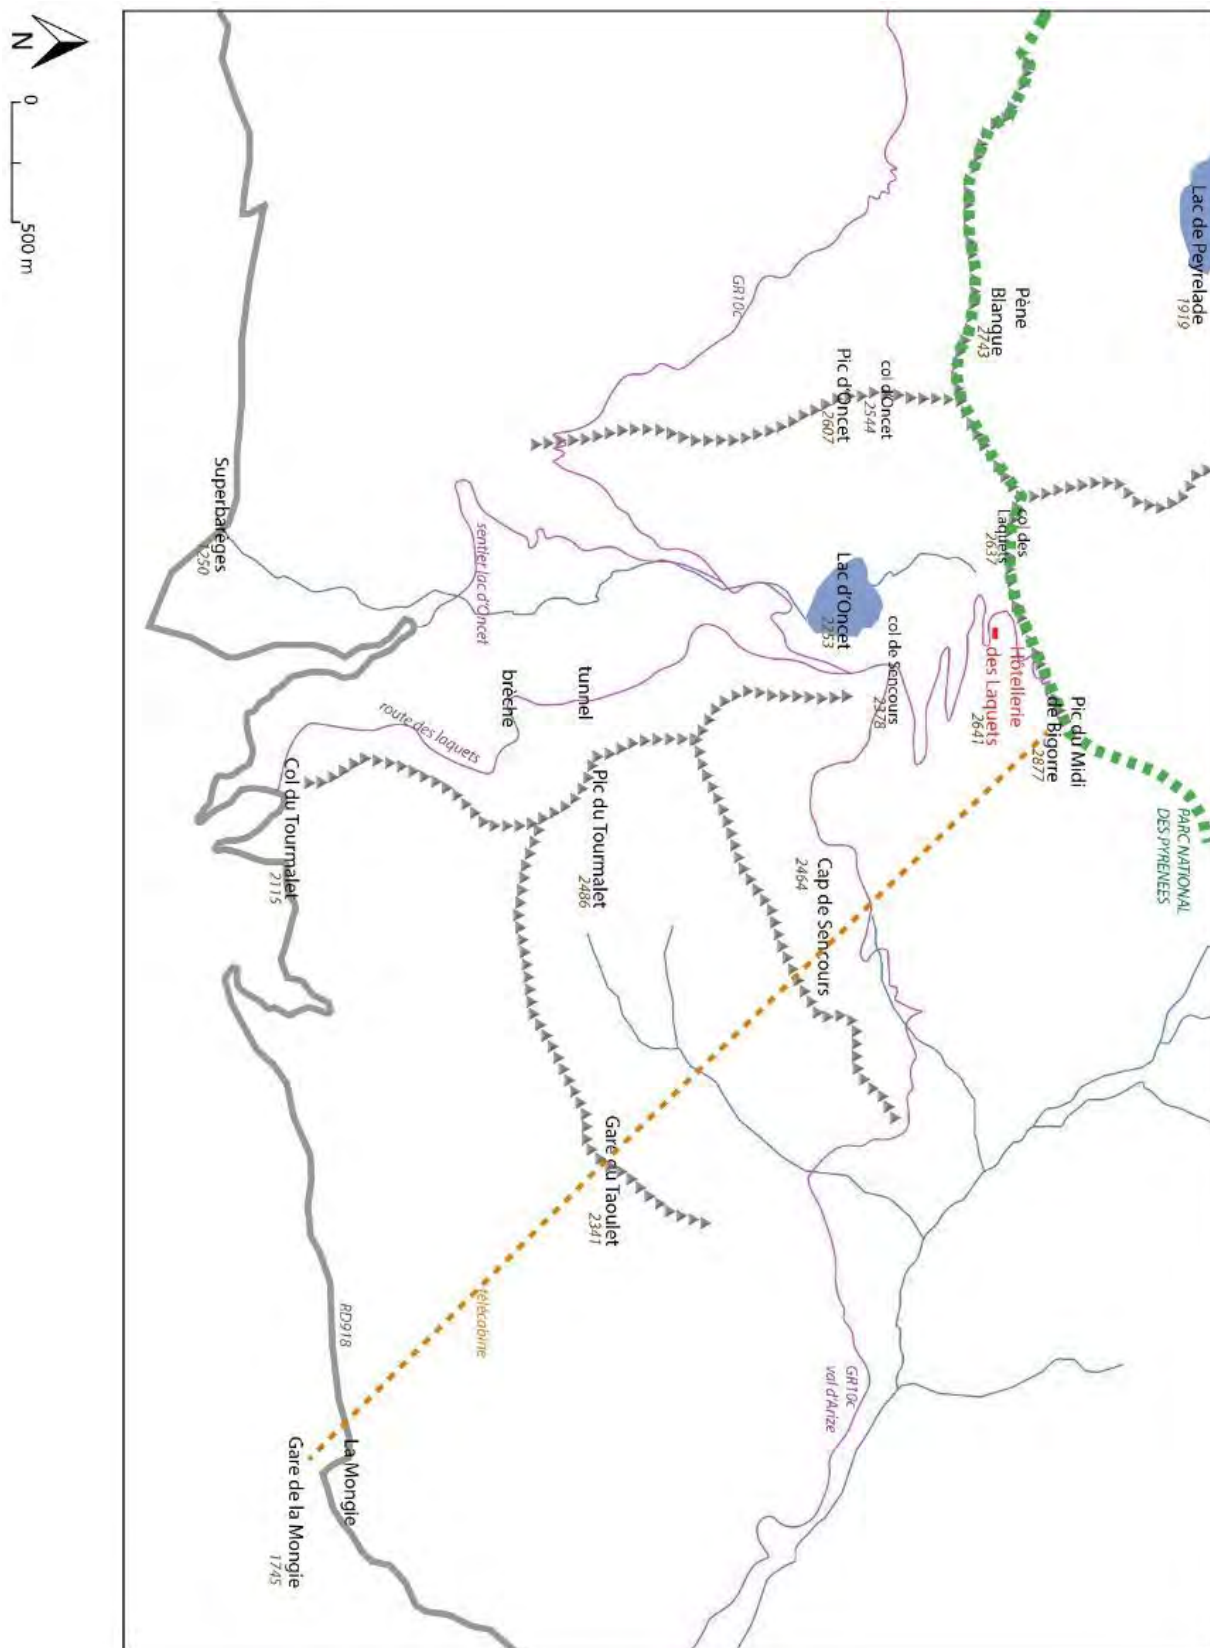 N
0
500 m
Lac de Peyrelade
1919
Pène
Blanque
2743
GR10c
col d'Oncet
2544
Pic d'Oncet
2607
col des
Laquets
2637
Superbarèges
1250
sentier lac d'Oncet
Lac d'Oncet
2253
col de Sencours
2378
Hôtellerie
des Laquets
2641
Pic du Midi
de Bigorre
2877
PARC NATIONAL
DES PYRENEES
tunnel
brèche
route des laquets
Col du Tourmalet
2115
Pic du Tourmalet
2486
Cap de Sencours
2464
Gare du Taoulet
2341
télécabine
RD918
GR10c
val d'Arize
La Mongie
Gare de la Mongie
1745